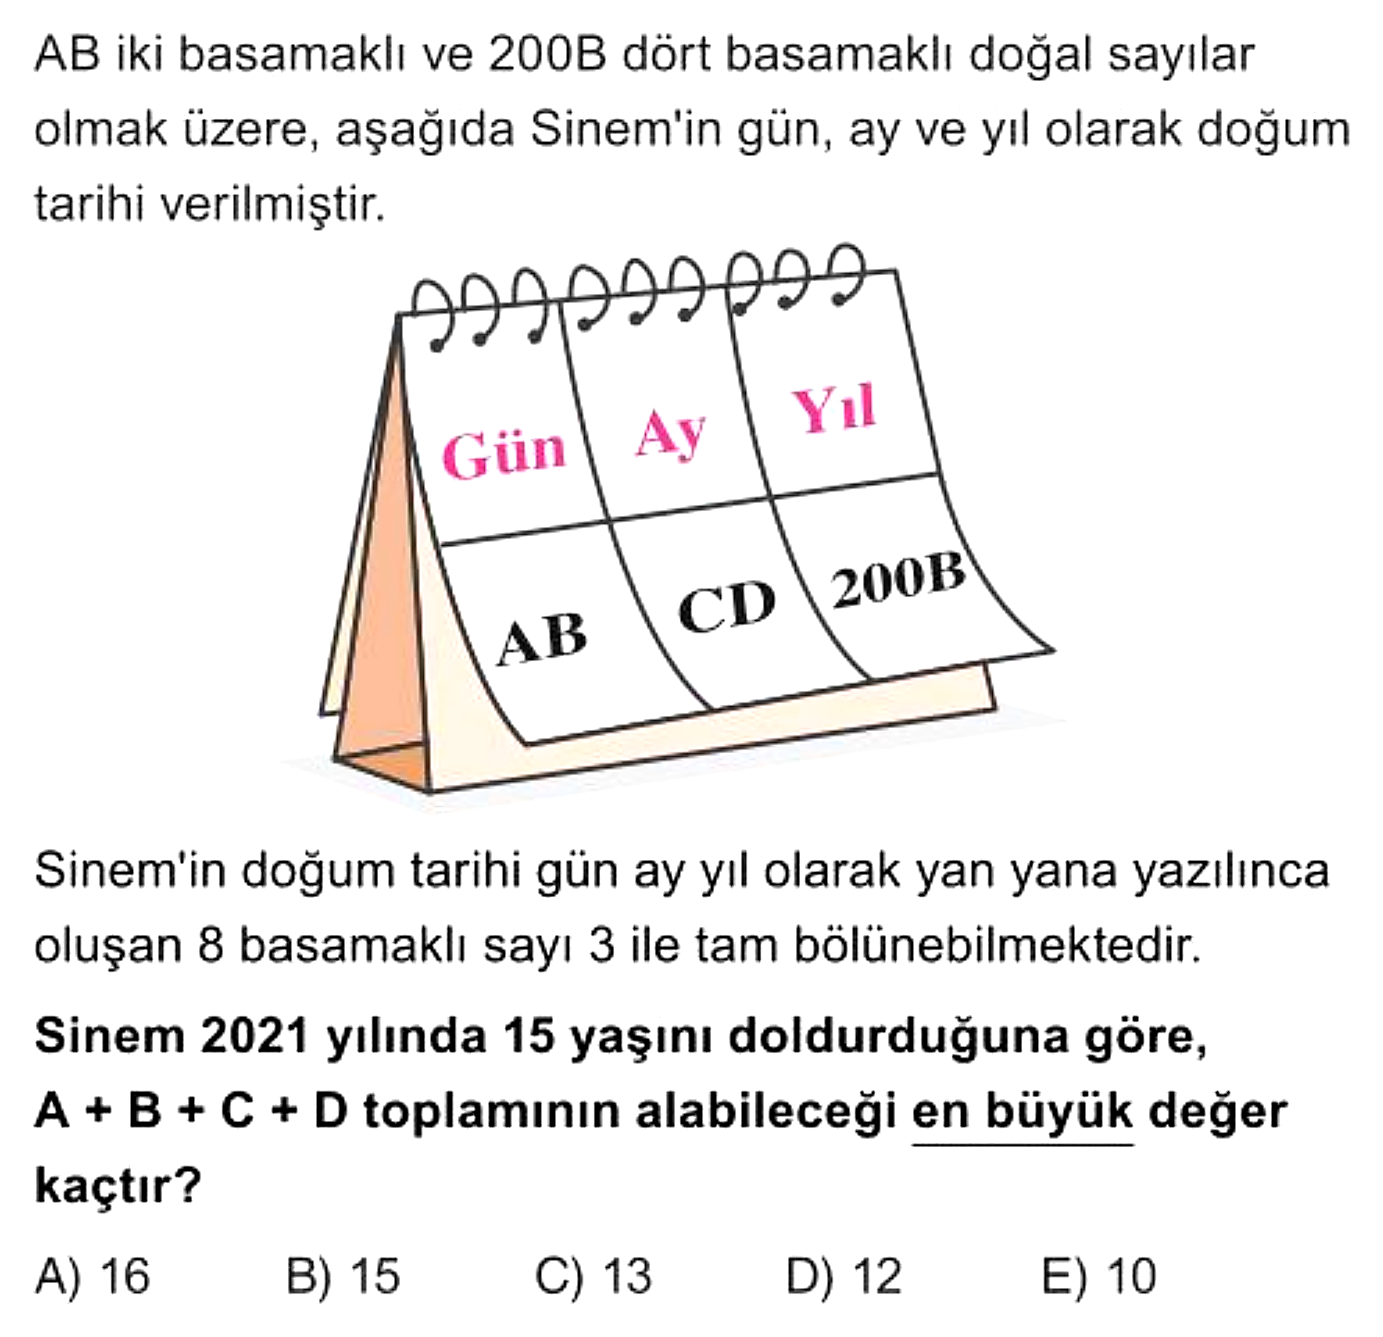 AB iki basamaklı ve 200B dört basamaklı doğal sayılar
olmak üzere, aşağıda Sinem'in gün, ay ve yıl olarak doğum
tarihi verilmiştir.
Gün Ay Yıl
AB CD 200B
Sinem'in doğum tarihi gün ay yıl olarak yan yana yazılınca
oluşan 8 basamaklı sayı 3 ile tam bölünebilmektedir.
Sinem 2021 yılında 15 yaşını doldurduğuna göre,
A + B + C + D toplamının alabileceği en büyük değer
kaçtır?
A) 16 B) 15 C) 13 D) 12 E) 10